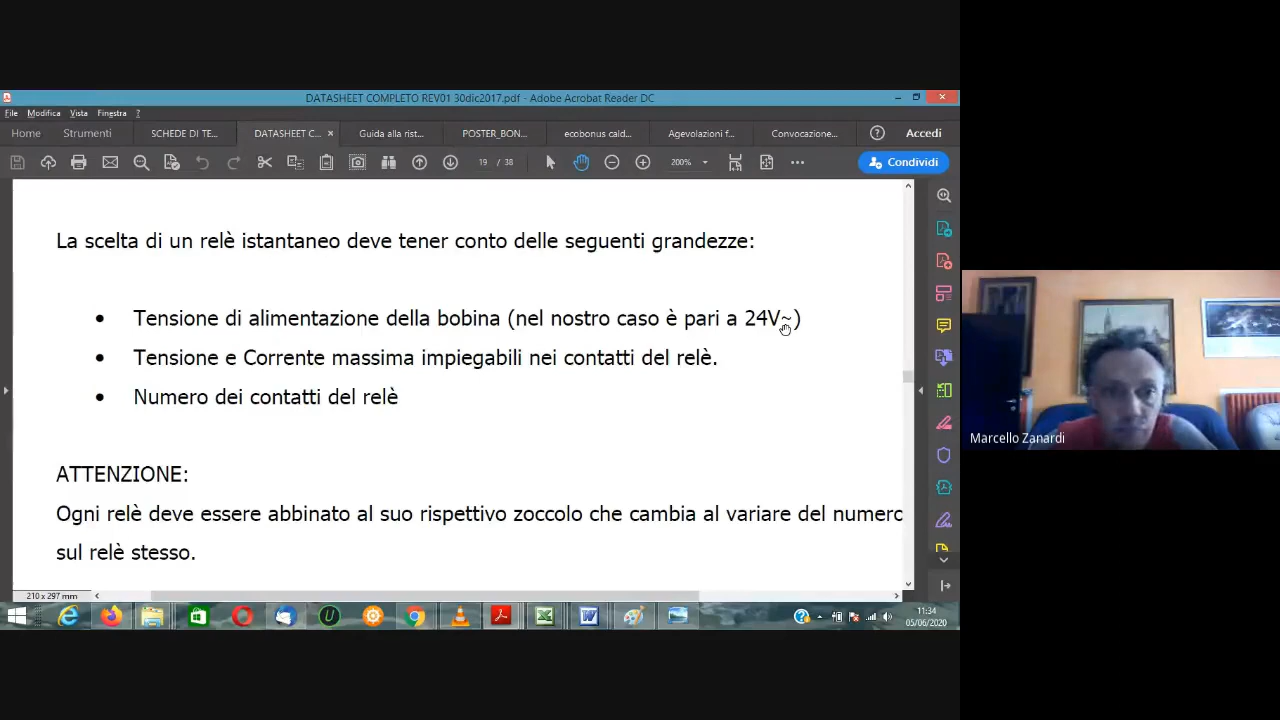 DATASHEET COMPLETO REV01 30dic2017.pdf - Adobe Acrobat Reader DC
File Modifica Vista Finestra ?
Home Strumenti SCHEDE DI TE... DATASHEET C... × Guida alla rist... POSTER_BON... ecobonus cald... Agevolazioni f... Convocazione... ? Accedi
19 / 38 200% Condividi
La scelta di un relè istantaneo deve tener conto delle seguenti grandezze:
• Tensione di alimentazione della bobina (nel nostro caso è pari a 24V~)
• Tensione e Corrente massima impiegabili nei contatti del relè.
• Numero dei contatti del relè
ATTENZIONE:
Ogni relè deve essere abbinato al suo rispettivo zoccolo che cambia al variare del numero
sul relè stesso.
210 x 297 mm
11:34
05/06/2020
Marcello Zanardi